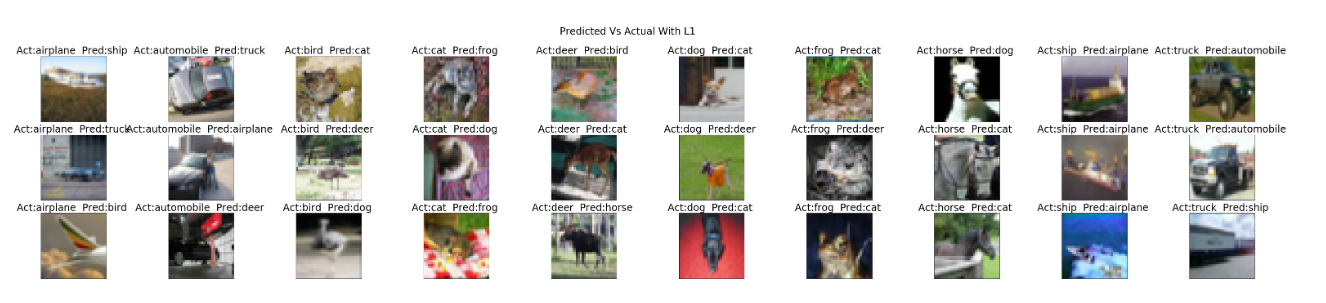 Predicted Vs Actual With L1
Act:airplane Pred:ship Act:automobile Pred:truck Act:bird Pred:cat Act:cat Pred:frog Act:deer Pred:bird Act:dog Pred:cat Act:frog Pred:cat Act:horse Pred:dog Act:ship Pred:airplane Act:truck Pred:automobile
Act:airplane Pred:truck Act:automobile Pred:airplane Act:bird Pred:deer Act:cat Pred:dog Act:deer Pred:cat Act:dog Pred:deer Act:frog Pred:deer Act:horse Pred:cat Act:ship Pred:airplane Act:truck Pred:automobile
Act:airplane Pred:bird Act:automobile Pred:deer Act:bird Pred:dog Act:cat Pred:frog Act:deer Pred:horse Act:dog Pred:cat Act:frog Pred:cat Act:horse Pred:cat Act:ship Pred:airplane Act:truck Pred:ship